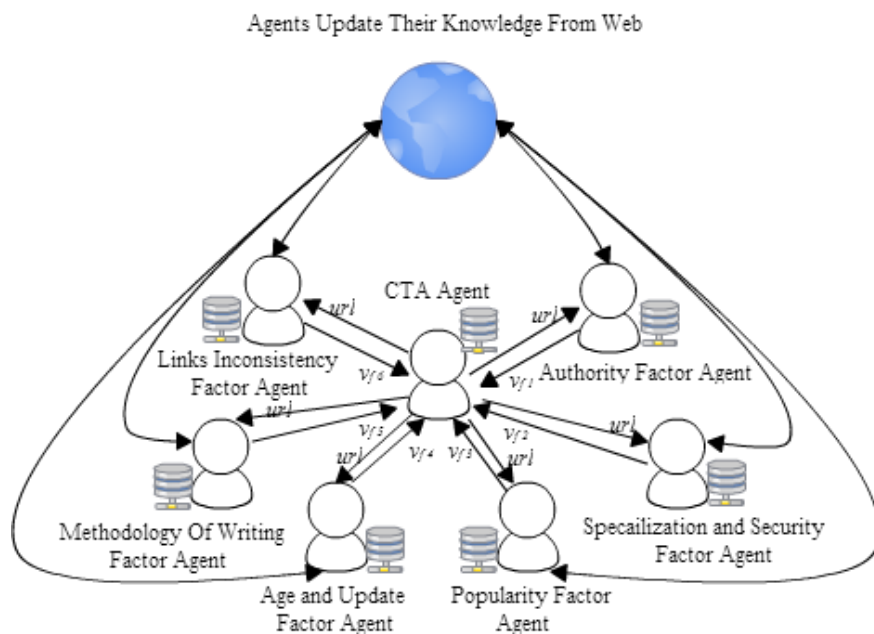 Agents Update Their Knowledge From Web
CTA Agent
url
url
Links Inconsistency
Factor Agent
Authority Factor Agent
vf6
vf1
url
vf5
vf2
url
url
vf4
vf3
url
Methodology Of Writing
Factor Agent
Specailization and Security
Factor Agent
Age and Update
Factor Agent
Popularity Factor
Agent